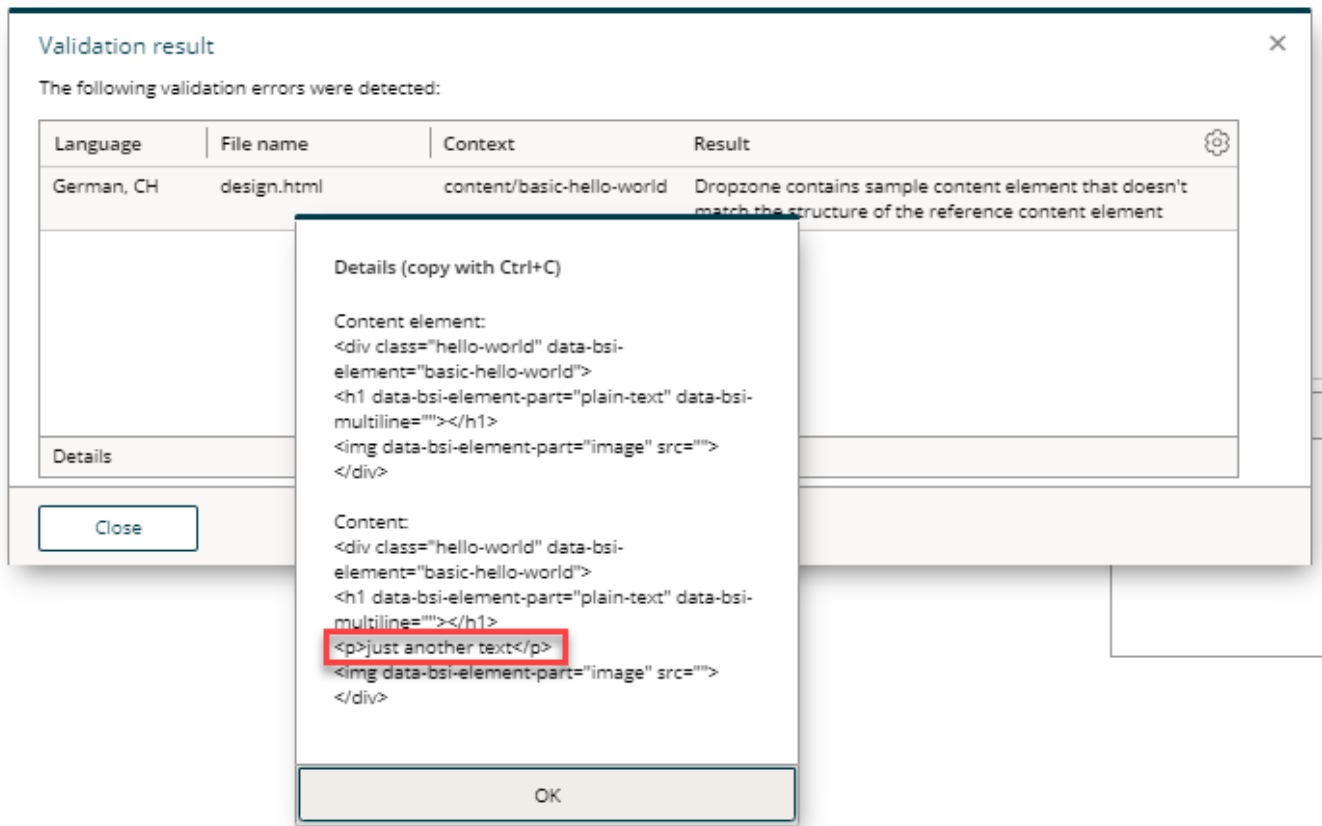 Validation result
The following validation errors were detected:
Language File name Context Result
German, CH design.html content/basic-hello-world Dropzone contains sample content element that doesn't
match the structure of the reference content element
Details (copy with Ctrl+C)
Content element:
<div class="hello-world" data-bsi-
element="basic-hello-world">
<h1 data-bsi-element-part="plain-text" data-bsi-
multiline=""></h1>
<img data-bsi-element-part="image" src="">
</div>
Content:
<div class="hello-world" data-bsi-
element="basic-hello-world">
<h1 data-bsi-element-part="plain-text" data-bsi-
multiline=""></h1>
<p>just another text</p>
<img data-bsi-element-part="image" src="">
</div>
OK
Details
Close